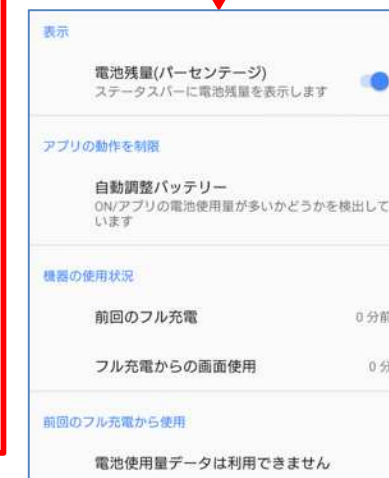 表示
電池残量(パーセンテージ)
ステータスバーに電池残量を表示します
アプリの動作を制限
自動調整バッテリー
ON/アプリの電池使用量が多いかどうかを検出して
います
機器の使用状況
前回のフル充電
0 分前
フル充電からの画面使用
0 分
前回のフル充電から使用
電池使用量データは利用できません